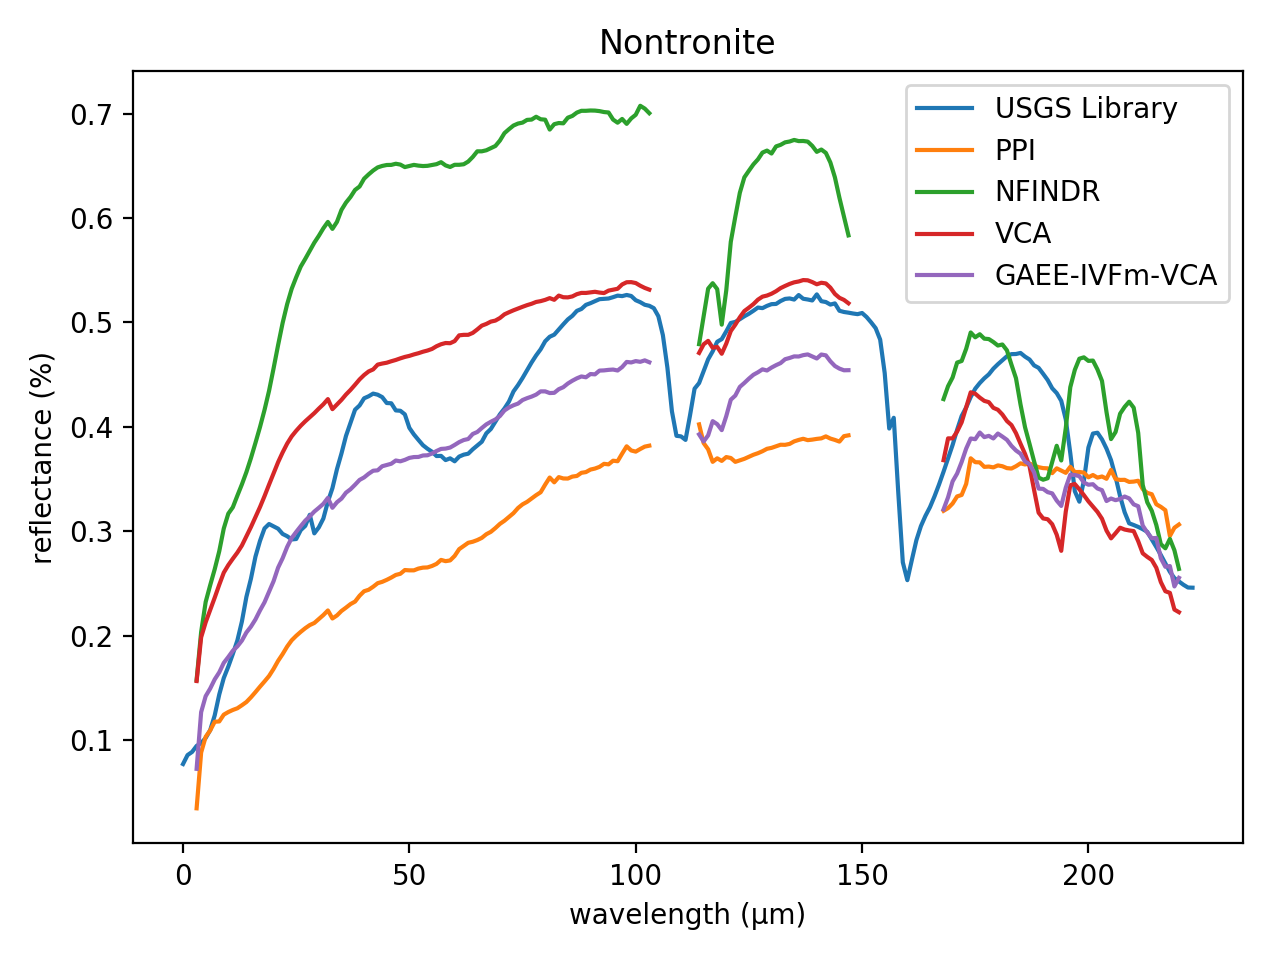 Nontronite
USGS Library
PPI
NFINDR
VCA
GAEE-IVFm-VCA
0.7
0.6
0.5
0.4
0.3
0.2
0.1
reflectance (%)
0 50 100 150 200
wavelength (μm)